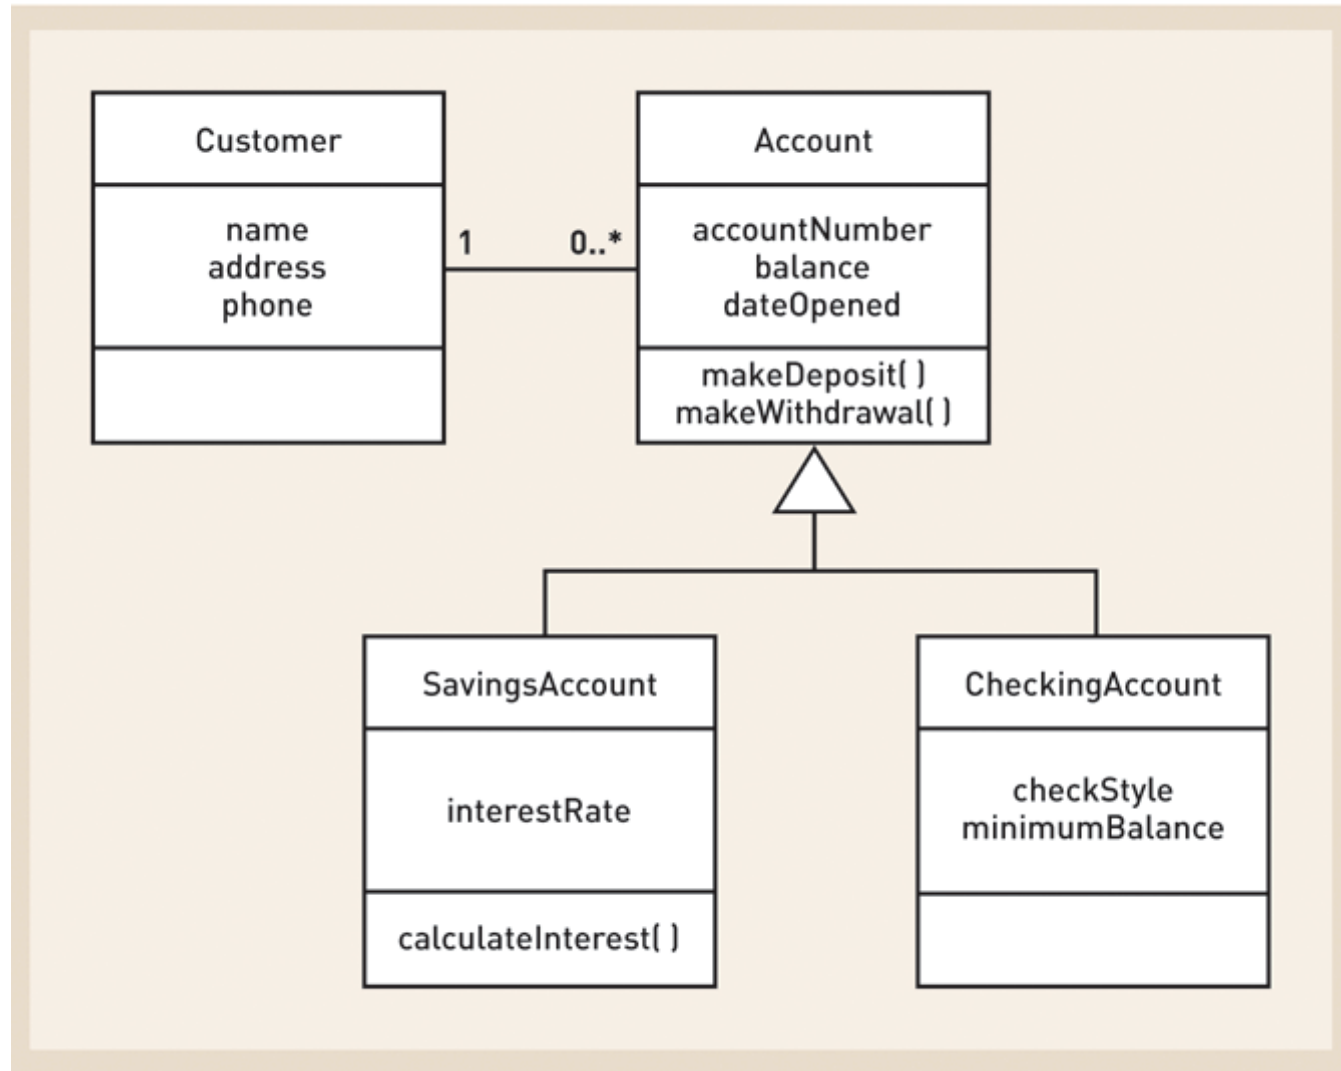 Customer
name
address
phone
1
0..*
Account
accountNumber
balance
dateOpened
makeDeposit( )
makeWithdrawal( )
SavingsAccount
interestRate
calculateInterest( )
CheckingAccount
checkStyle
minimumBalance